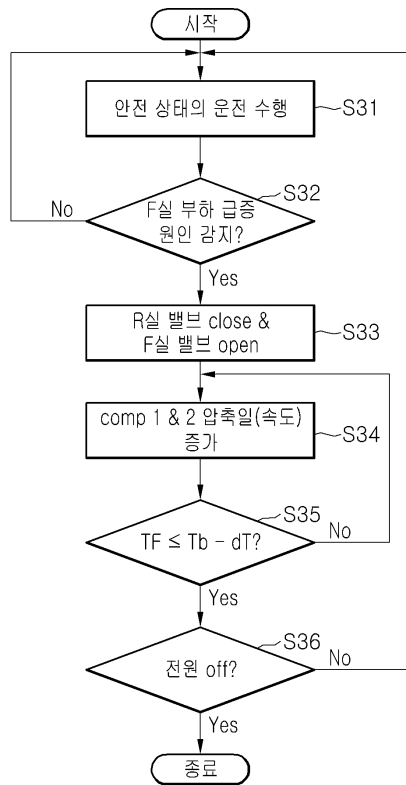 시작
안전 상태의 운전 수행
S31
F실 부하 급증
원인 감지?
S32
No
Yes
R실 밸브 close &
F실 밸브 open
S33
comp 1 & 2 압축일(속도)
증가
S34
TF ≤ Tb - dT?
S35
No
Yes
전원 off?
S36
No
Yes
종료